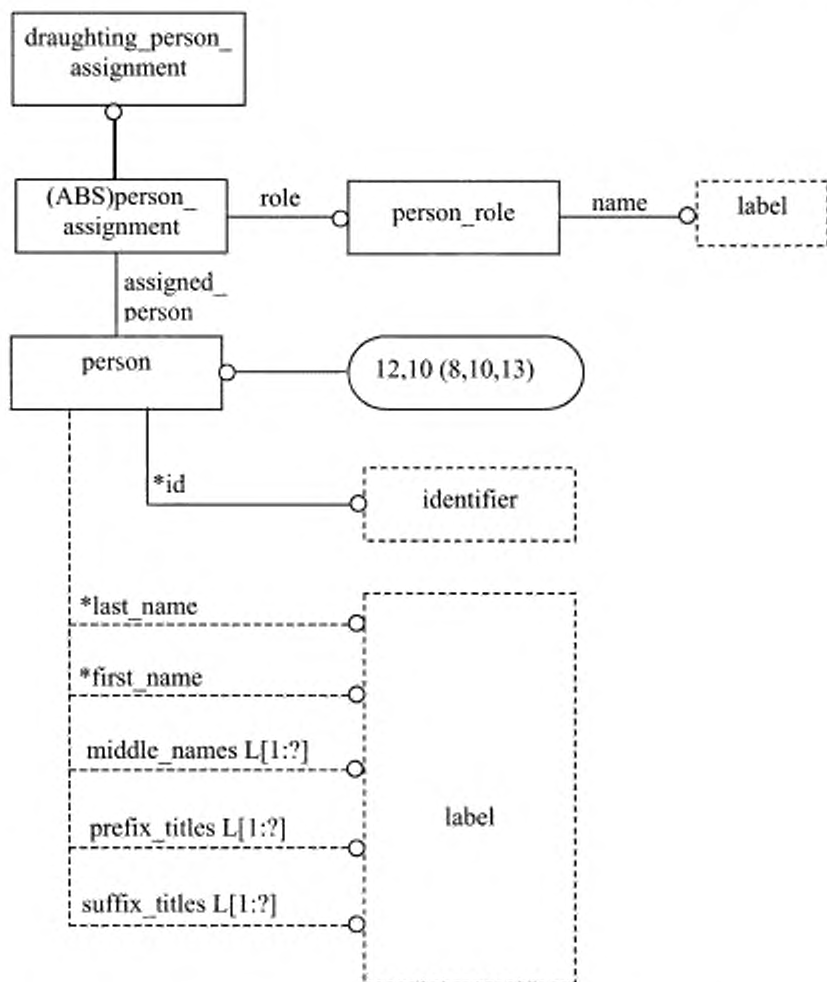 draughting_person_
assignment
(ABS)person_
assignment
role
person_role
name
label
assigned_
person
person
12,10 (8,10,13)
*id
identifier
*last_name
*first_name
middle_names L[1:?]
prefix_titles L[1:?]
label
suffix_titles L[1:?]